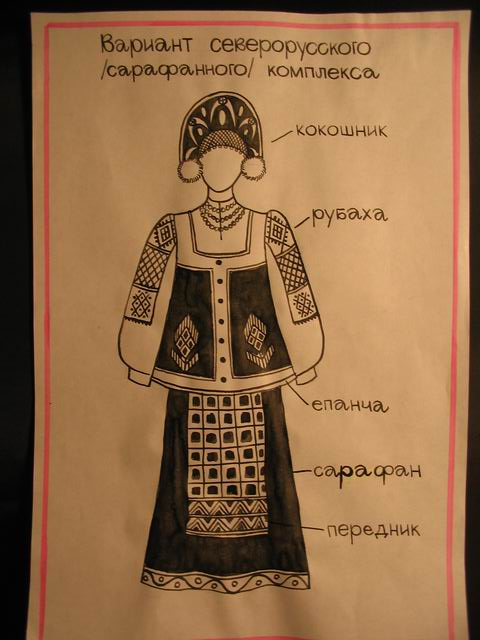 Вариант северорусского
/сарафанного/ комплекса
кокошник
рубаха
епанча
сарафан
передник